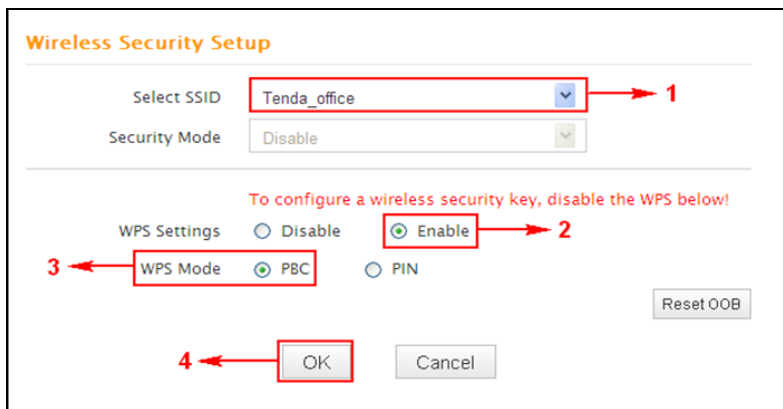 Wireless Security Setup
Select SSID Tenda_office 1
Security Mode Disable
To configure a wireless security key, disable the WPS below!
WPS Settings Disable Enable 2
3 WPS Mode PBC PIN
Reset OOB
4 OK Cancel